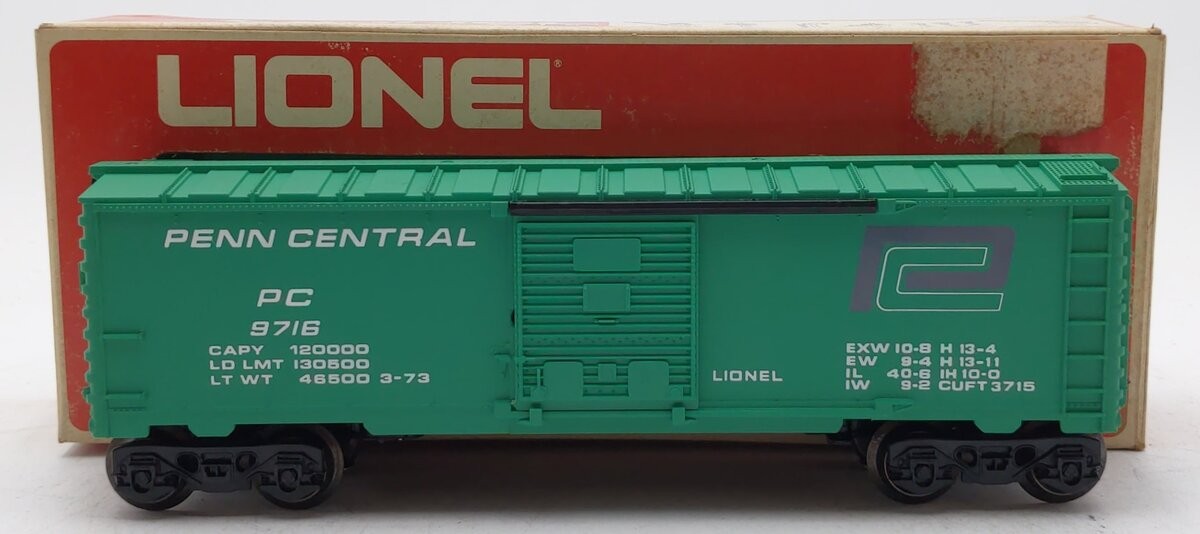 LIONEL®
PENN CENTRAL
PC
9716
CAPY 120000
LD LMT 130500
LT WT 46500 3-73
LIONEL
PC
EXW 10-8 H 13-4
EW 9-4 H 13-11
IL 40-6 IH 10-0
IW 9-2 CUFT 3715